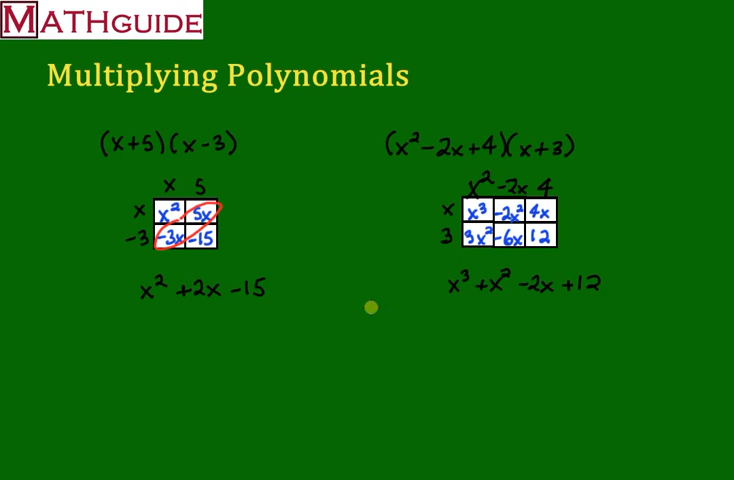 MATHGUIDE
Multiplying Polynomials
(x+5)(x-3)
x 5
x x² 5x
-3 -3x -15
x² +2x -15
(x²-2x+4)(x+3)
x² -2x 4
x x³ -2x² 4x
3 3x² -6x 12
x³ +x² -2x +12